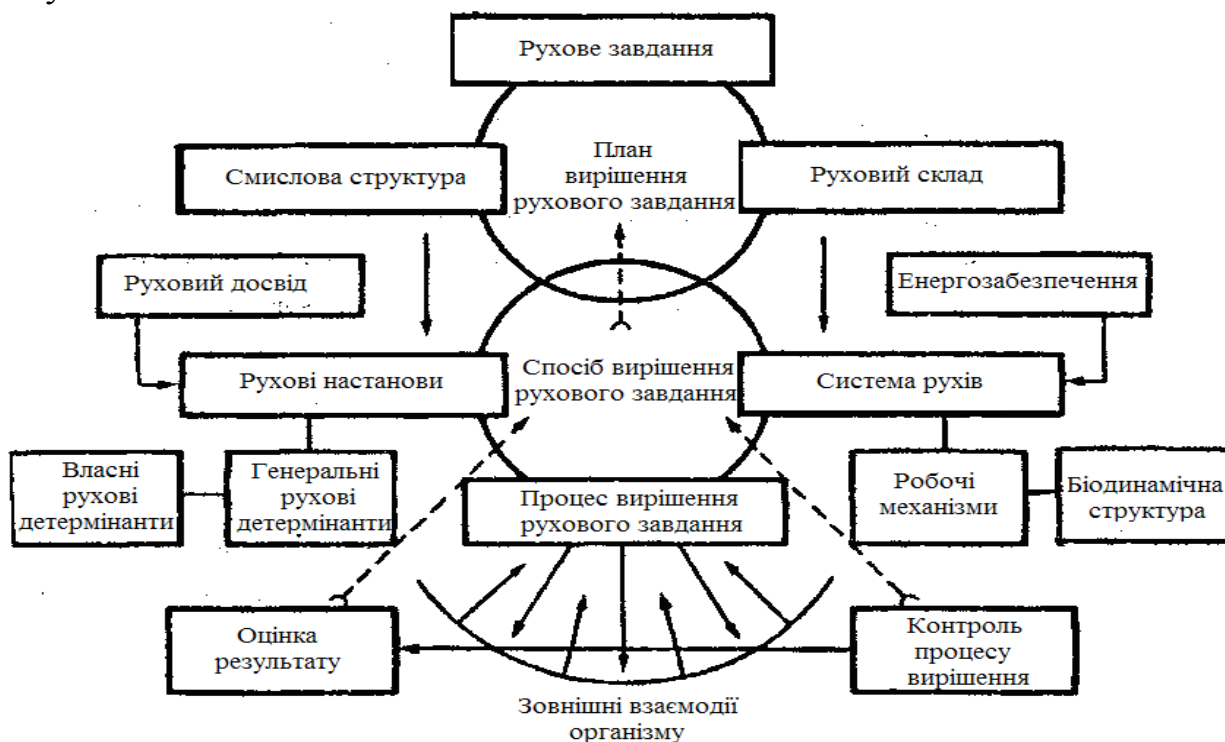 Рухове завдання
План
вирішення
рухового завдання
Смислова структура
Руховий склад
Руховий досвід
Енергозабезпечення
Рухові настанови
Спосіб вирішення
рухового завдання
Система рухів
Власні
рухові
детермінанти
Генеральні
рухові
детермінанти
Процес вирішення
рухового завдання
Робочі
механізми
Біодинамічна
структура
Оцінка
результату
Контроль
процесу
вирішення
Зовнішні взаємодії
організму